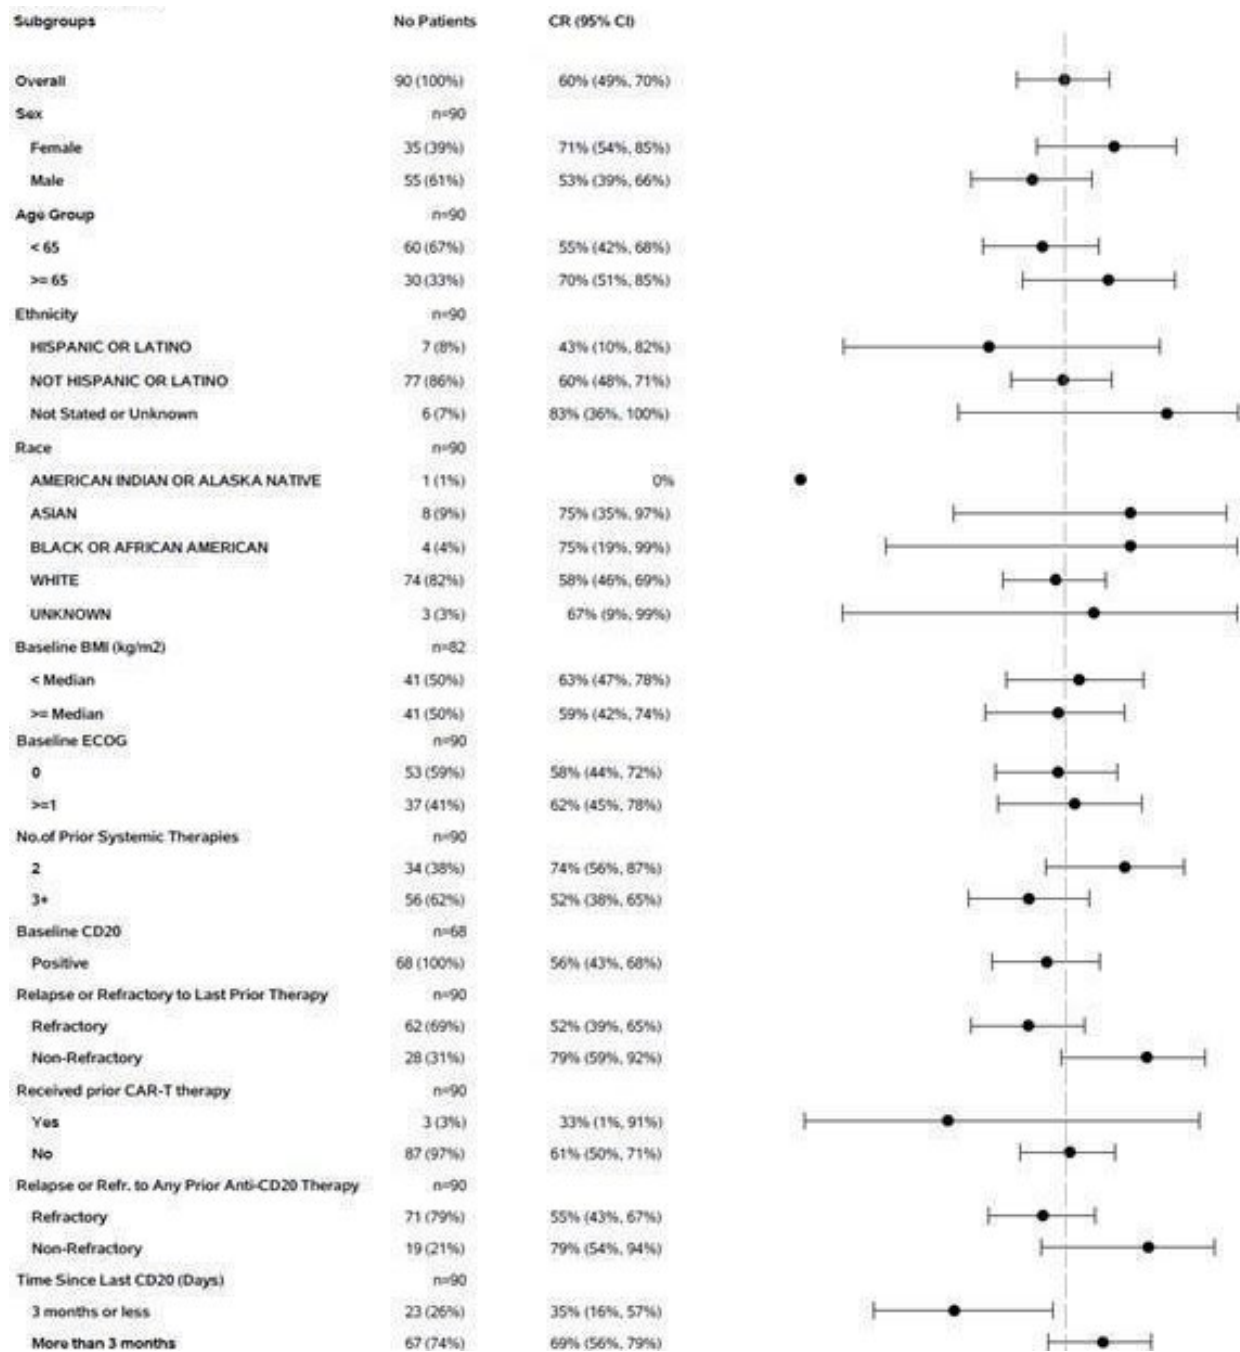 Subgroups No Patients CR (95% CI)
Overall 90 (100%) 60% (49%, 70%)
Sex n=90
Female 35 (39%) 71% (54%, 85%)
Male 55 (61%) 53% (39%, 66%)
Age Group n=90
< 65 60 (67%) 55% (42%, 68%)
>= 65 30 (33%) 70% (51%, 85%)
Ethnicity n=90
HISPANIC OR LATINO 7 (8%) 43% (10%, 82%)
NOT HISPANIC OR LATINO 77 (86%) 60% (48%, 71%)
Not Stated or Unknown 6 (7%) 83% (36%, 100%)
Race n=90
AMERICAN INDIAN OR ALASKA NATIVE 1 (1%) 0%
ASIAN 8 (9%) 75% (35%, 97%)
BLACK OR AFRICAN AMERICAN 4 (4%) 75% (19%, 99%)
WHITE 74 (82%) 58% (46%, 69%)
UNKNOWN 3 (3%) 67% (9%, 99%)
Baseline BMI (kg/m2) n=82
< Median 41 (50%) 63% (47%, 78%)
>= Median 41 (50%) 59% (42%, 74%)
Baseline ECOG n=90
0 53 (59%) 58% (44%, 72%)
>=1 37 (41%) 62% (45%, 78%)
No.of Prior Systemic Therapies n=90
2 34 (38%) 74% (56%, 87%)
3+ 56 (62%) 52% (38%, 65%)
Baseline CD20 n=68
Positive 68 (100%) 56% (43%, 68%)
Relapse or Refractory to Last Prior Therapy n=90
Refractory 62 (69%) 52% (39%, 65%)
Non-Refractory 28 (31%) 79% (59%, 92%)
Received prior CAR-T therapy n=90
Yes 3 (3%) 33% (1%, 91%)
No 87 (97%) 61% (50%, 71%)
Relapse or Refr. to Any Prior Anti-CD20 Therapy n=90
Refractory 71 (79%) 55% (43%, 67%)
Non-Refractory 19 (21%) 79% (54%, 94%)
Time Since Last CD20 (Days) n=90
3 months or less 23 (26%) 35% (16%, 57%)
More than 3 months 67 (74%) 69% (56%, 79%)